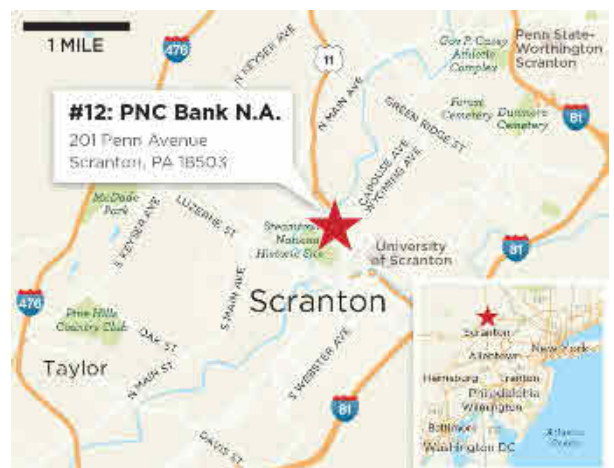 1 MILE
476
N KEYSER AVE
11
N MAIN AVE
Gov P. Casey
Athletic
Complex
Penn State-
Worthington
Scranton
#12: PNC Bank N.A.
201 Penn Avenue
Scranton, PA 18503
GREEN RIDGE ST
Forest
Cemetery
Dunmore
Cemetery
81
CAPOUSE AVE
WYOMING AVE
McDade
Park
S KEYSER AVE
LUZERNE ST
Steamtown
National
Historic Site
University
of Scranton
81
476
S MAIN AVE
Scranton
Pine Hills
Country Club
OAK ST
Taylor
N MAIN ST
S WEBSTER AVE
81
DAVIS ST
Scranton
Allentown
New York
Harrisburg
Trenton
Philadelphia
Wilmington
Baltimore
Washington DC
Atlantic
Ocean